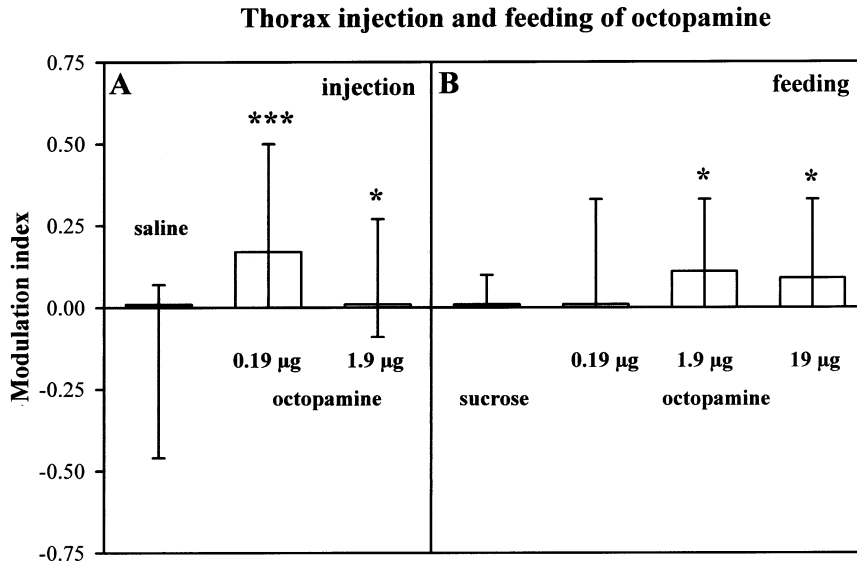 Thorax injection and feeding of octopamine
Modulation index
0.75
0.50
0.25
0.00
-0.25
-0.50
-0.75
A
injection
***
*
saline
0.19 µg
1.9 µg
octopamine
B
feeding
*
*
0.19 µg
1.9 µg
19 µg
sucrose
octopamine